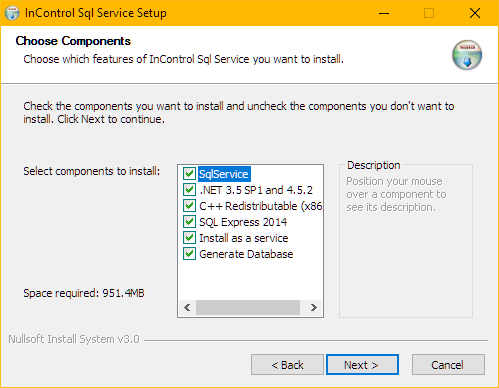 InControl Sql Service Setup
Choose Components
Choose which features of InControl Sql Service you want to install.
Check the components you want to install and uncheck the components you don't want to
install. Click Next to continue.
Select components to install:
SqlService
.NET 3.5 SP1 and 4.5.2
C++ Redistributable (x86
SQL Express 2014
Install as a service
Generate Database
Description
Position your mouse
over a component to
see its description.
Space required: 951.4MB
Nullsoft Install System v3.0
< Back
Next >
Cancel